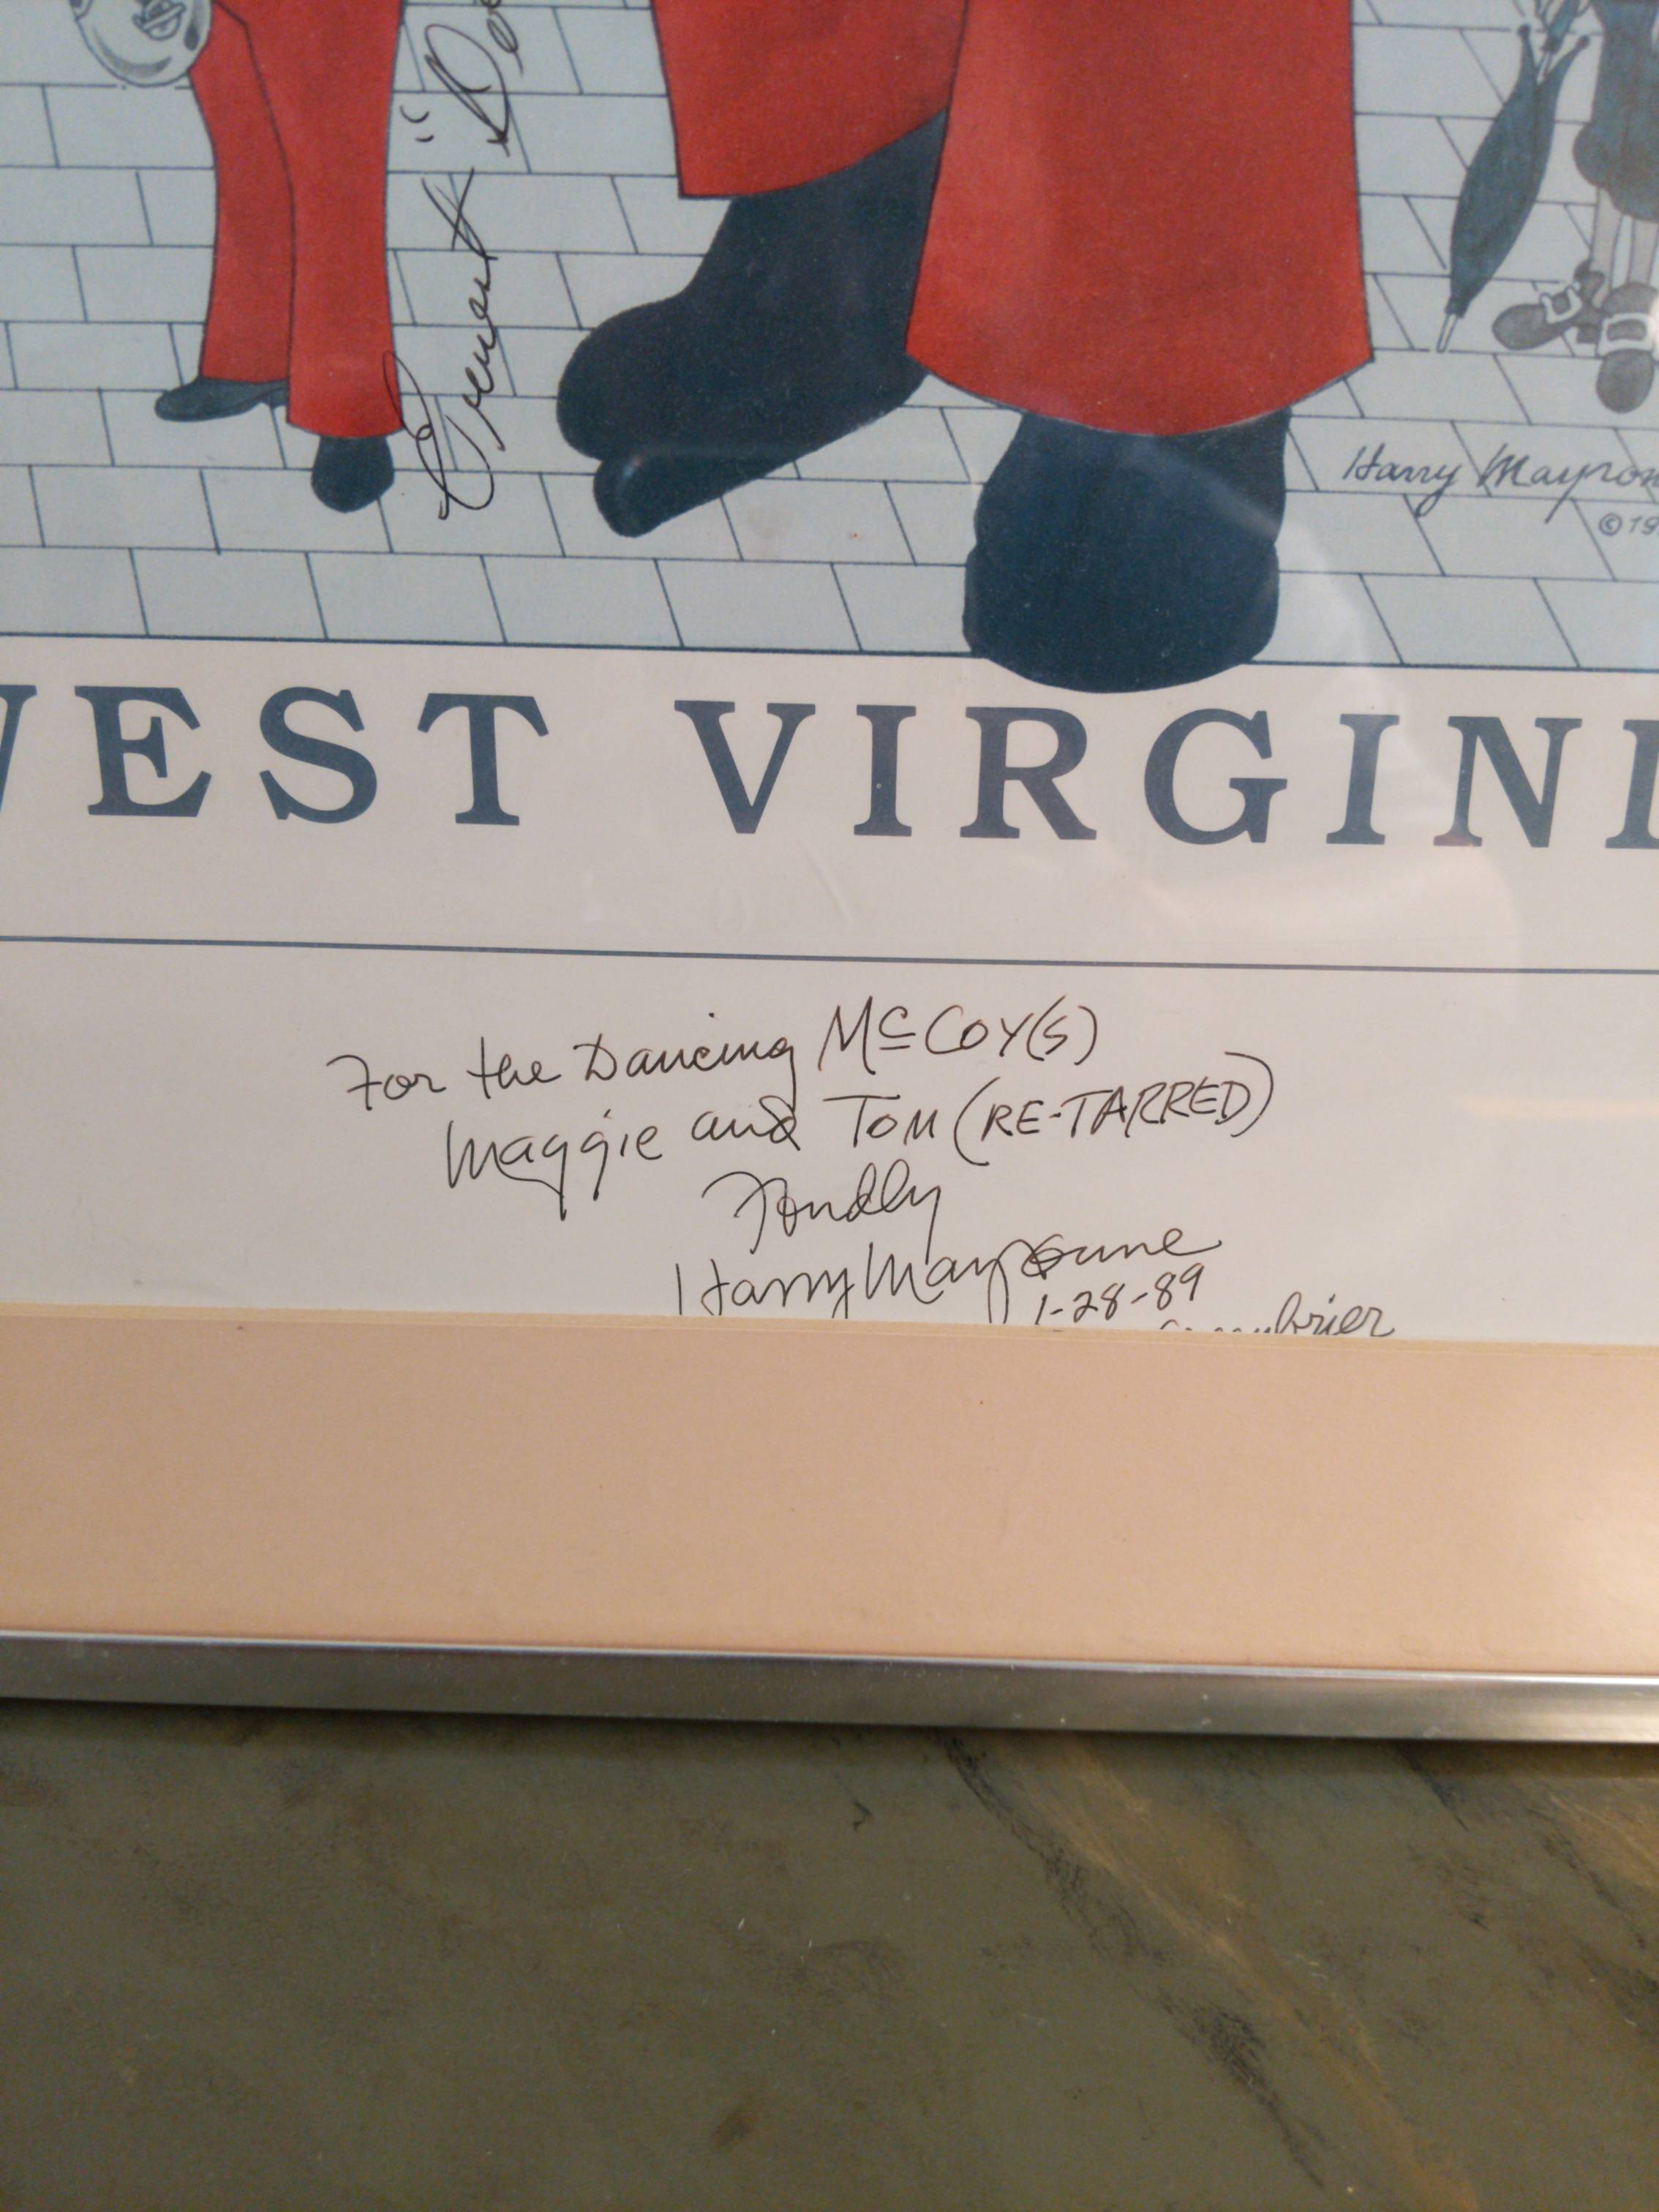 Harry Mayron
©19
WEST VIRGINI
For the Dancing McCoy(s)
Maggie and Tom (RE-TARRED)
Fondly
Harry Mayronne
1-28-89